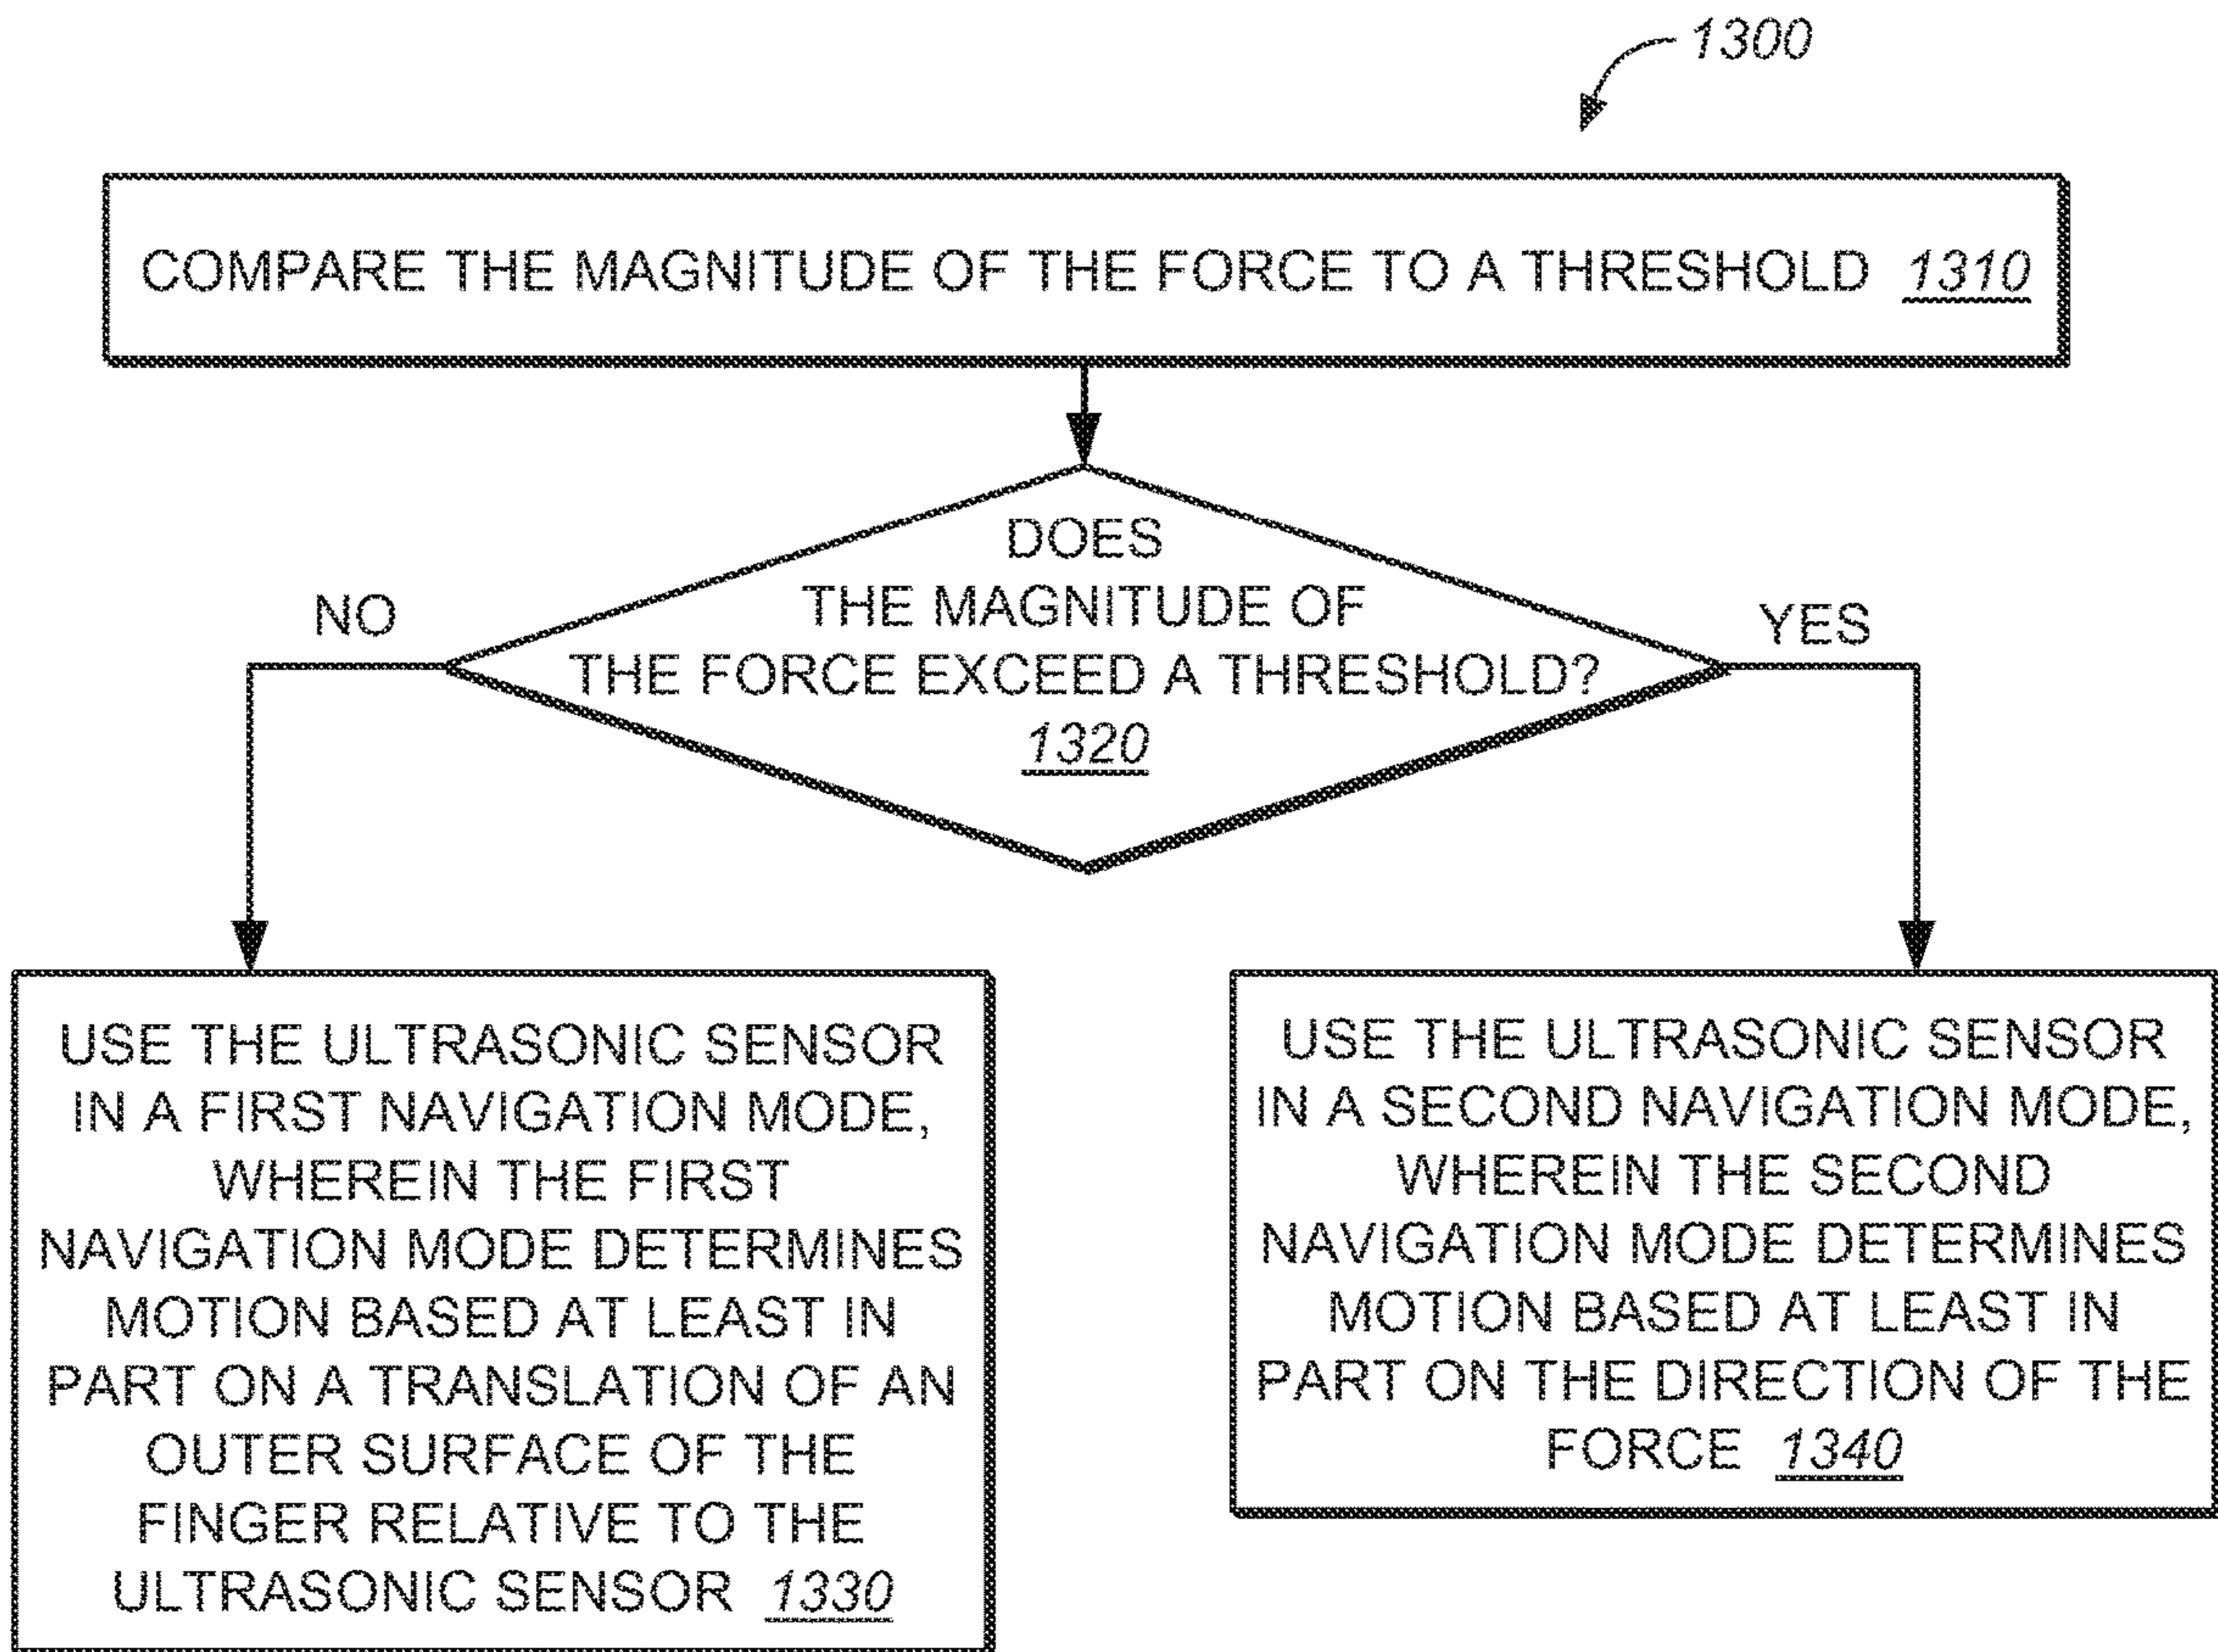 1300
COMPARE THE MAGNITUDE OF THE FORCE TO A THRESHOLD 1310
DOES
THE MAGNITUDE OF
THE FORCE EXCEED A THRESHOLD?
1320
NO
YES
USE THE ULTRASONIC SENSOR
IN A FIRST NAVIGATION MODE,
WHEREIN THE FIRST
NAVIGATION MODE DETERMINES
MOTION BASED AT LEAST IN
PART ON A TRANSLATION OF AN
OUTER SURFACE OF THE
FINGER RELATIVE TO THE
ULTRASONIC SENSOR 1330
USE THE ULTRASONIC SENSOR
IN A SECOND NAVIGATION MODE,
WHEREIN THE SECOND
NAVIGATION MODE DETERMINES
MOTION BASED AT LEAST IN
PART ON THE DIRECTION OF THE
FORCE 1340